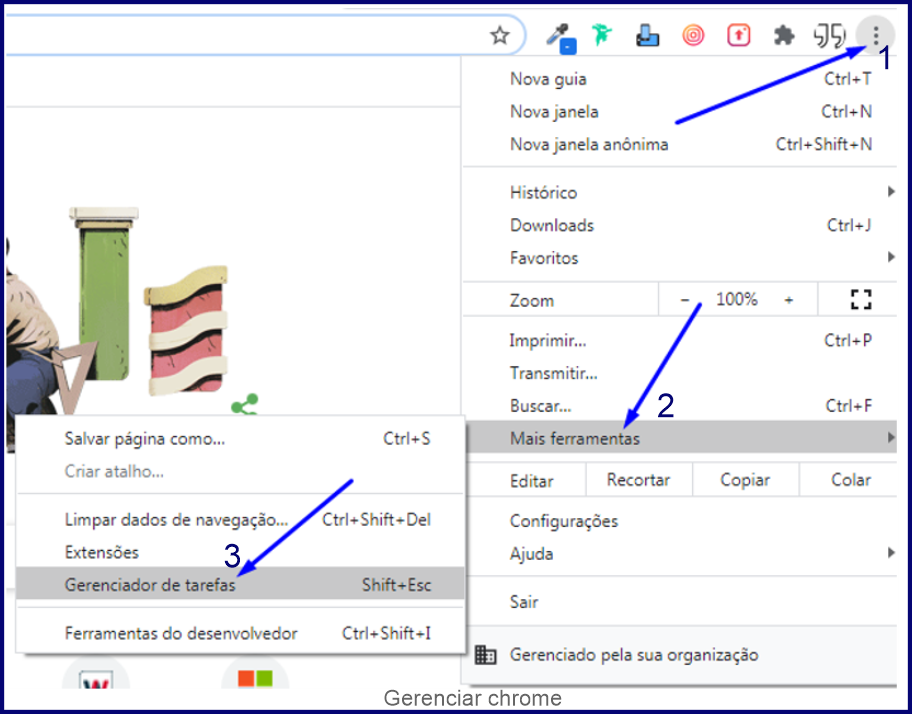 1
Nova guia Ctrl+T
Nova janela Ctrl+N
Nova janela anônima Ctrl+Shift+N
Histórico
Downloads Ctrl+J
Favoritos
Zoom - 100% +
Imprimir... Ctrl+P
Transmitir...
Buscar... Ctrl+F
2
Mais ferramentas
Editar Recortar Copiar Colar
Configurações
Ajuda
Sair
Gerenciado pela sua organização
Salvar página como... Ctrl+S
Criar atalho...
Limpar dados de navegação... Ctrl+Shift+Del
Extensões
3
Gerenciador de tarefas Shift+Esc
Ferramentas do desenvolvedor Ctrl+Shift+I
W
Gerenciar chrome